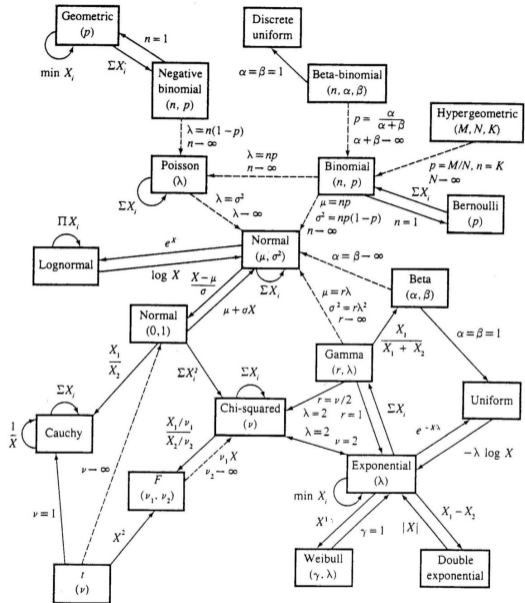 Geometric
(p)
Discrete
uniform
n = 1
min X_i
ΣX_i
α = β = 1
Negative
binomial
(n, p)
Beta-binomial
(n, α, β)
Hypergeometric
(M, N, K)
p = α/(α + β)
α + β → ∞
λ = n(1 − p)
n → ∞
Poisson
(λ)
λ = np
n → ∞
Binomial
(n, p)
p = M/N, n = K
N → ∞
ΣX_i
ΣX_i
λ = σ²
λ → ∞
μ = np
σ² = np(1 − p)
n → ∞
n = 1
Bernoulli
(p)
ΠX_i
Lognormal
e^X
log X
Normal
(μ, σ²)
ΣX_i
α = β → ∞
Beta
(α, β)
(X − μ)/σ
μ + σX
μ = rλ
σ² = rλ²
r → ∞
Normal
(0,1)
X_1/(X_1 + X_2)
α = β = 1
X_1/X_2
ΣX_i²
Gamma
(r, λ)
ΣX_i
ΣX_i
Chi-squared
(ν)
r = ν/2
λ = 2
r = 1
ΣX_i
Uniform
1/X
Cauchy
(X_1/ν_1)/(X_2/ν_2)
λ = 2
ν = 2
e^{−Xλ}
−λ log X
ν → ∞
ν_1X
ν_2 → ∞
F
(ν_1, ν_2)
Exponential
(λ)
min X_i
ν = 1
X²
γ = 1
|X|
X_1 − X_2
t
(ν)
Weibull
(γ, λ)
Double
exponential